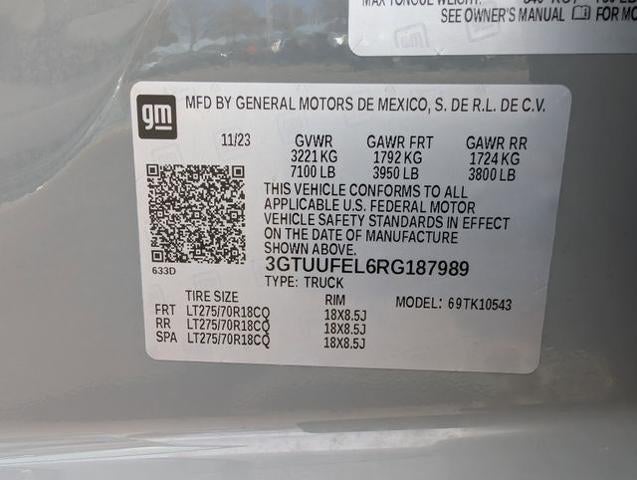 SEE OWNER'S MANUAL FOR MO
gm
MFD BY GENERAL MOTORS DE MEXICO, S. DE R.L. DE C.V.
11/23 GVWR GAWR FRT GAWR RR
3221 KG 1792 KG 1724 KG
7100 LB 3950 LB 3800 LB
THIS VEHICLE CONFORMS TO ALL
APPLICABLE U.S. FEDERAL MOTOR
VEHICLE SAFETY STANDARDS IN EFFECT
ON THE DATE OF MANUFACTURE
SHOWN ABOVE.
633D 3GTUUFEL6RG187989
TYPE: TRUCK
TIRE SIZE RIM MODEL: 69TK10543
FRT LT275/70R18CQ 18X8.5J
RR LT275/70R18CQ 18X8.5J
SPA LT275/70R18CQ 18X8.5J